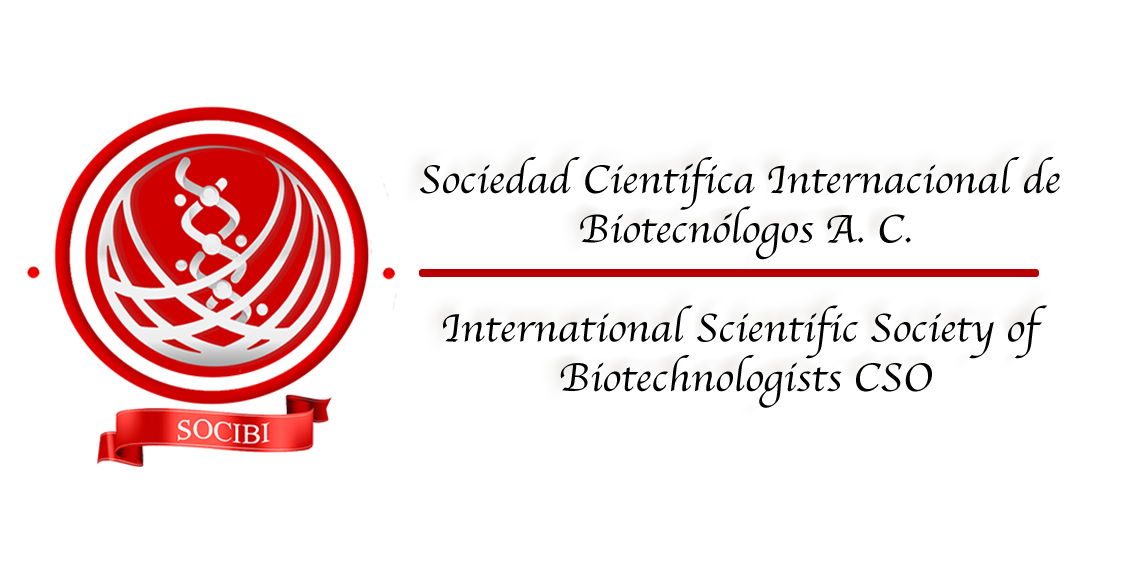 Sociedad Científica Internacional de
Biotecnólogos A. C.
International Scientific Society of
Biotechnologists CSO
SOCIBI